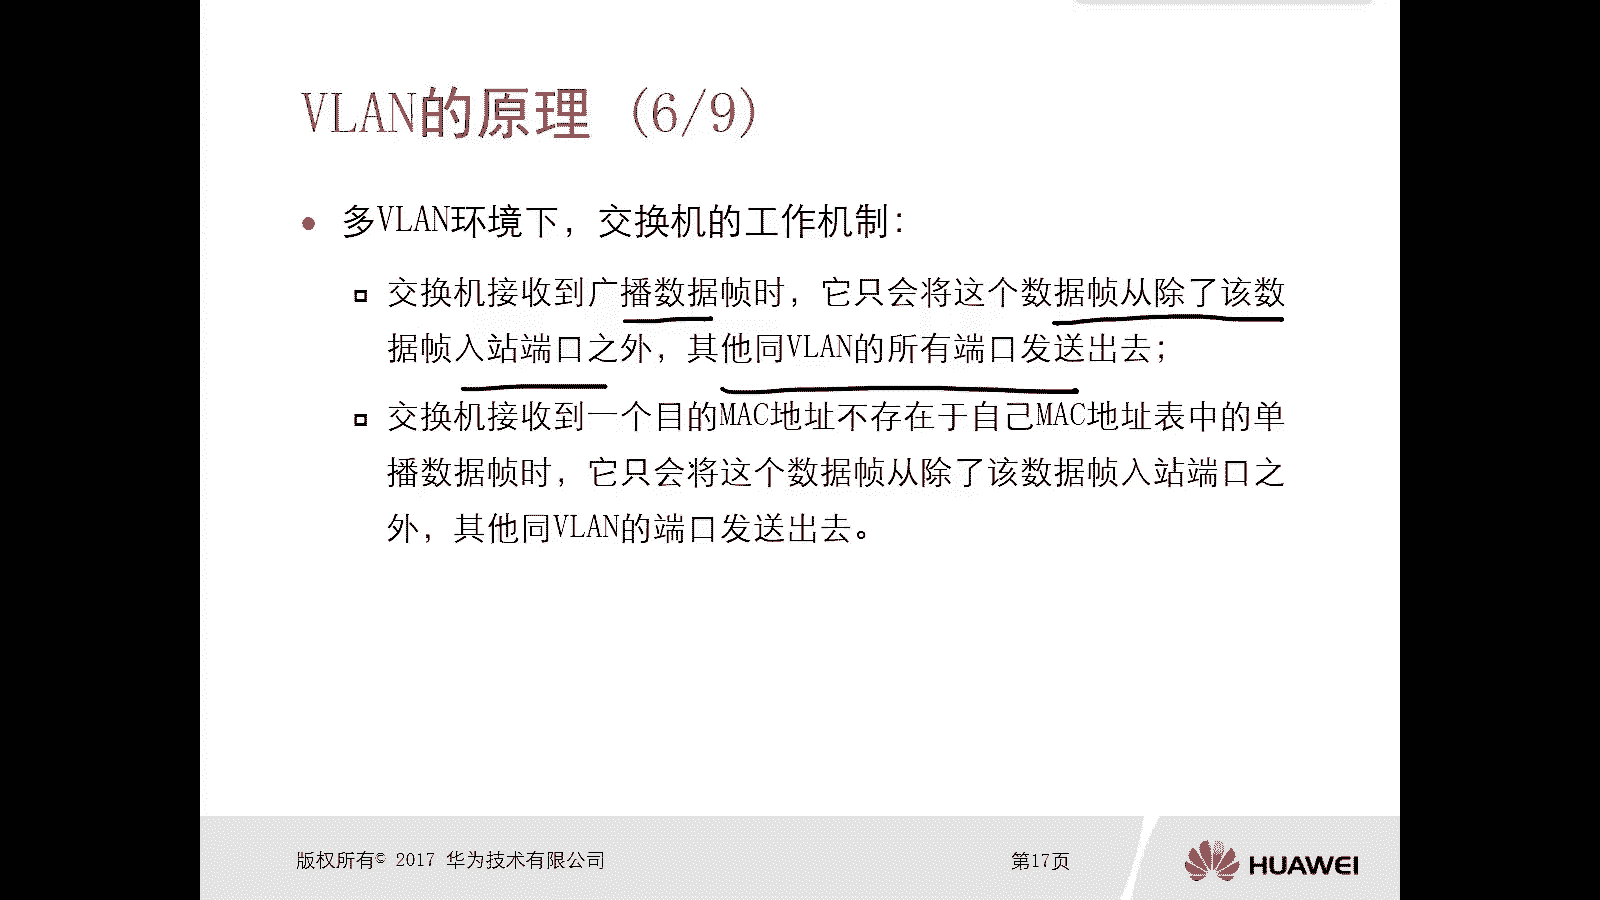 VLAN的原理 (6/9)
多VLAN环境下，交换机的工作机制：
交换机接收到广播数据帧时，它只会将这个数据帧从除了该数
据帧入站端口之外，其他同VLAN的所有端口发送出去；
交换机接收到一个目的MAC地址不存在于自己MAC地址表中的单
播数据帧时，它只会将这个数据帧从除了该数据帧入站端口之
外，其他同VLAN的端口发送出去。
版权所有© 2017 华为技术有限公司
第17页
HUAWEI